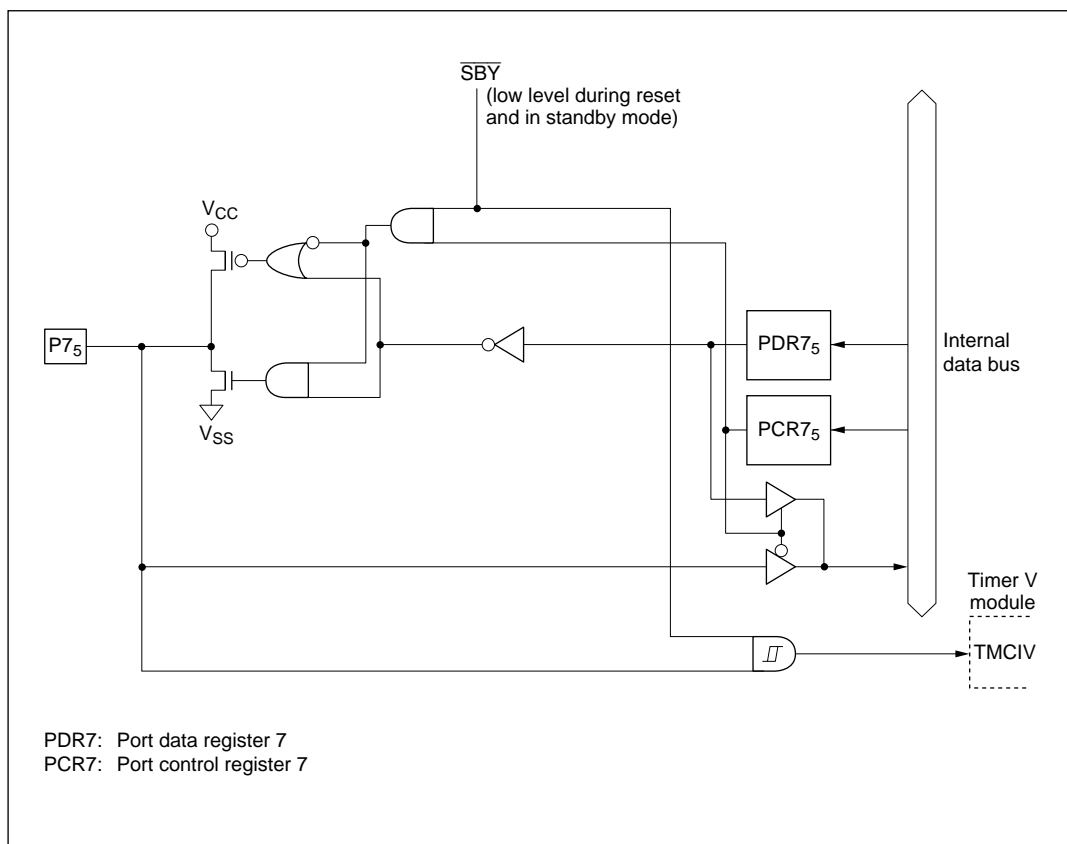 S̅B̅Y̅
(low level during reset
and in standby mode)
VCC
P75
VSS
PDR75
PCR75
Internal
data bus
Timer V
module
TMCIV
PDR7: Port data register 7
PCR7: Port control register 7